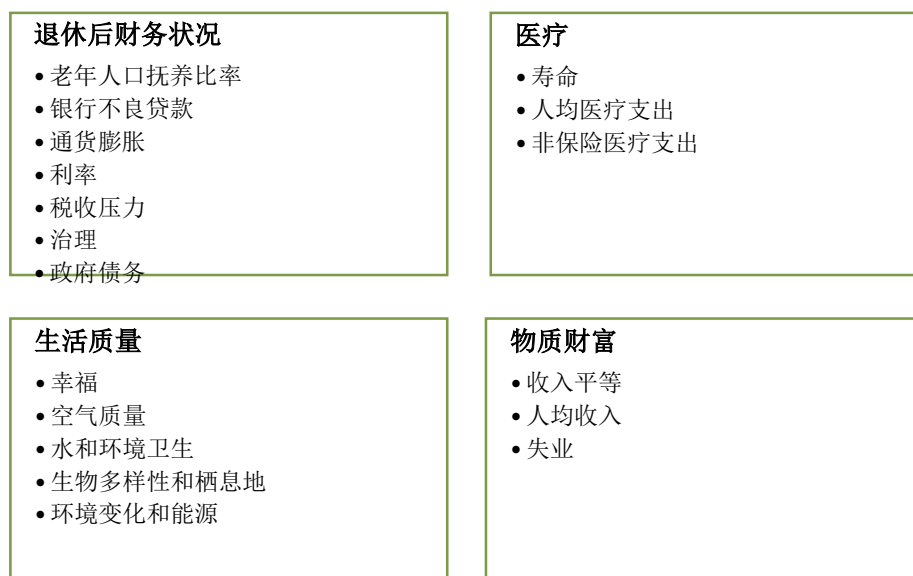 退休后财务状况
• 老年人口抚养比率
• 银行不良贷款
• 通货膨胀
• 利率
• 税收压力
• 治理
• 政府债务
医疗
• 寿命
• 人均医疗支出
• 非保险医疗支出
生活质量
• 幸福
• 空气质量
• 水和环境卫生
• 生物多样性和栖息地
• 环境变化和能源
物质财富
• 收入平等
• 人均收入
• 失业